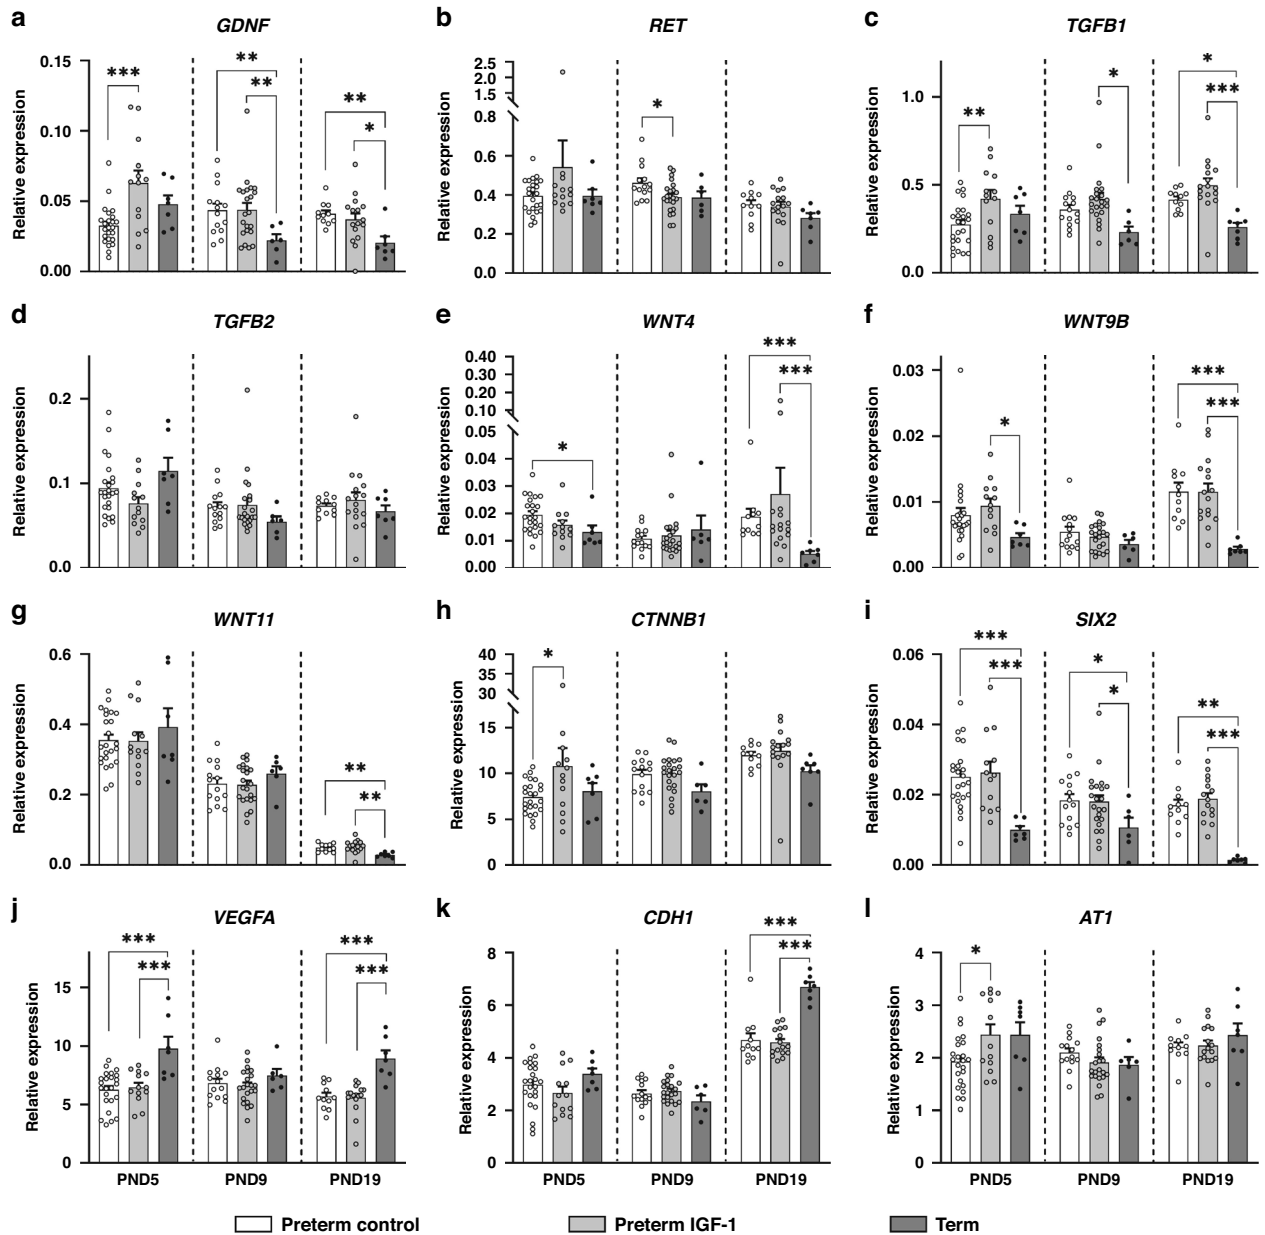 a GDNF
Relative expression
0.15
0.10
0.05
0.00
*** ** ** ** *
b RET
Relative expression
2.5
2.0
1.5
0.8
0.6
0.4
0.2
0.0
*
c TGFB1
Relative expression
1.0
0.5
0.0
** * * ***
d TGFB2
Relative expression
0.2
0.1
0.00
e WNT4
Relative expression
0.40
0.30
0.20
0.10
0.05
0.04
0.03
0.02
0.01
0.00
* *** ***
f WNT9B
Relative expression
0.03
0.02
0.01
0.00
* *** ***
g WNT11
Relative expression
0.6
0.4
0.2
0.0
** **
h CTNNB1
Relative expression
40
35
30
15
10
5
0
*
i SIX2
Relative expression
0.06
0.04
0.02
0.00
*** *** * * ** ***
j VEGFA
Relative expression
15
10
5
0
*** *** *** ***
PND5 PND9 PND19
k CDH1
Relative expression
8
6
4
2
0
*** ***
PND5 PND9 PND19
l AT1
Relative expression
4
3
2
1
0
*
PND5 PND9 PND19
Preterm control Preterm IGF-1 Term